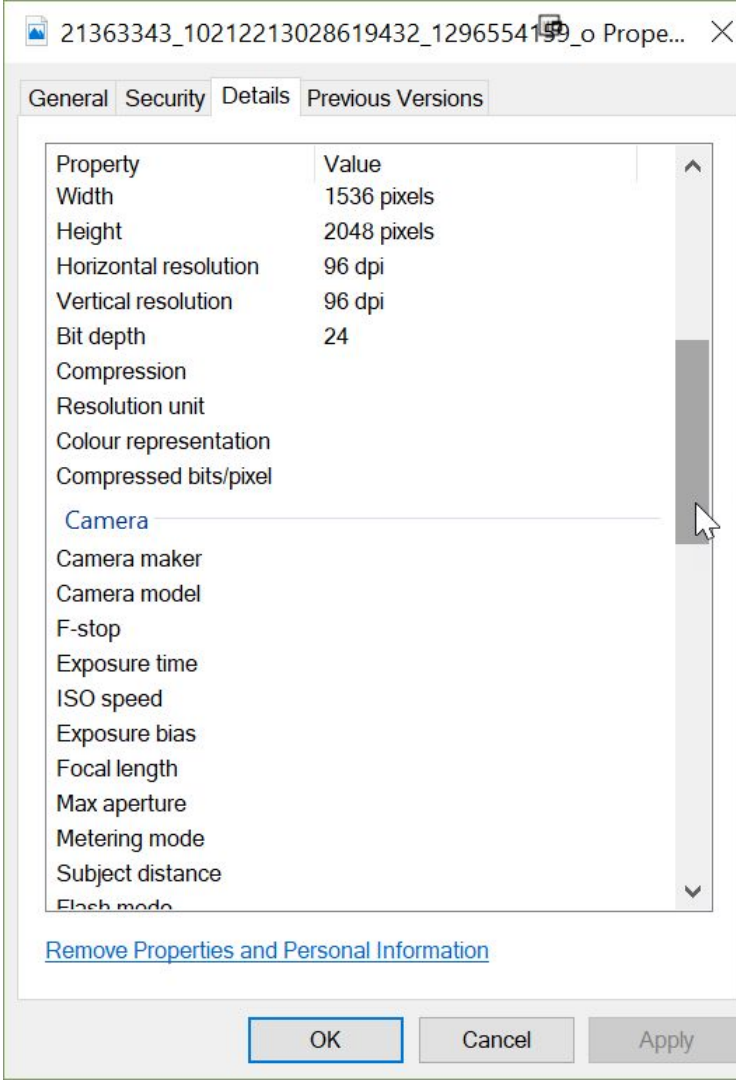 21363343_10212213028619432_1296554139_o Prope...
General Security Details Previous Versions
Property Value
Width 1536 pixels
Height 2048 pixels
Horizontal resolution 96 dpi
Vertical resolution 96 dpi
Bit depth 24
Compression
Resolution unit
Colour representation
Compressed bits/pixel
Camera
Camera maker
Camera model
F-stop
Exposure time
ISO speed
Exposure bias
Focal length
Max aperture
Metering mode
Subject distance
Flash mode
Remove Properties and Personal Information
OK Cancel Apply